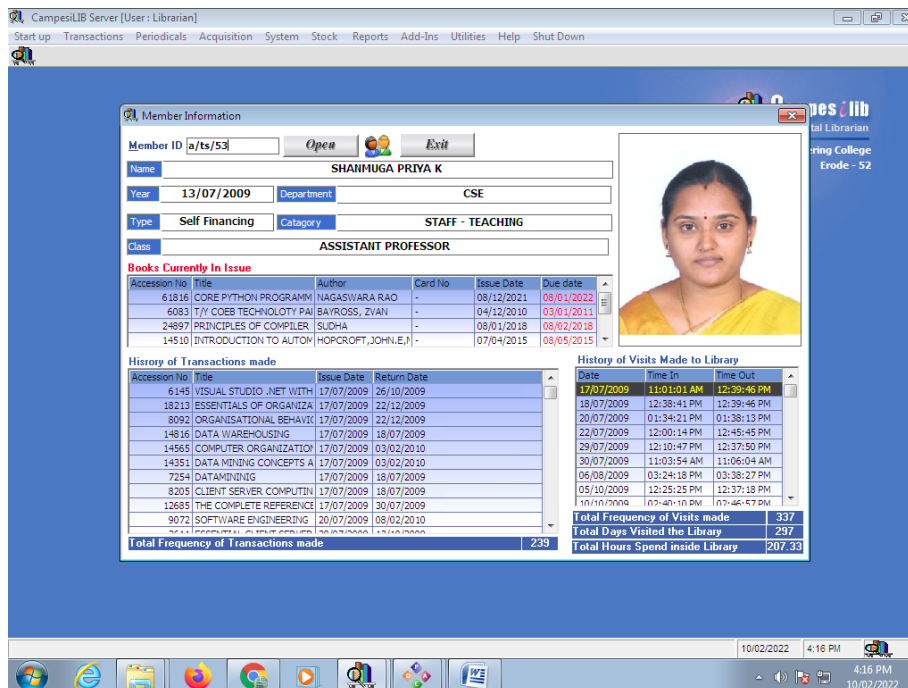 CampesiLIB Server [User : Librarian]
Start up Transactions Periodicals Acquisition System Stock Reports Add-Ins Utilities Help Shut Down
pes i lib
tal Librarian
ring College
Erode - 52
Member Information
Member ID a/ts/53 Open Exit
Name SHANMUGA PRIYA K
Year 13/07/2009 Department CSE
Type Self Financing Catagory STAFF - TEACHING
Class ASSISTANT PROFESSOR
Books Currently In Issue
Accession No Title Author Card No Issue Date Due date
61816 CORE PYTHON PROGRAMM NAGASWARA RAO - 08/12/2021 08/01/2022
6083 T/Y COEB TECHNOLOTY PAI BAYROSS, ZVAN - 04/12/2010 03/01/2011
24897 PRINCIPLES OF COMPILER SUDHA - 08/01/2018 08/02/2018
14510 INTRODUCTION TO AUTOM HOPCROFT,JOHN.E, - 07/04/2015 08/05/2015
Hisrory of Transactions made
Accession No Title Issue Date Return Date
6145 VISUAL STUDIO .NET WITH 17/07/2009 26/10/2009
18213 ESSENTIALS OF ORGANIZA 17/07/2009 22/12/2009
8092 ORGANISATIONAL BEHAVI 17/07/2009 22/12/2009
14816 DATA WAREHOUSING 17/07/2009 18/07/2009
14565 COMPUTER ORGANIZATION 17/07/2009 03/02/2010
14351 DATA MINING CONCEPTS A 17/07/2009 03/02/2010
7254 DATAMININIG 17/07/2009 18/07/2009
8205 CLIENT SERVER COMPUTIN 17/07/2009 18/07/2009
12685 THE COMPLETE REFERENCE 17/07/2009 30/07/2009
9072 SOFTWARE ENGINEERING 20/07/2009 08/02/2010
Total Frequency of Transactions made 239
History of Visits Made to Library
Date Time In Time Out
17/07/2009 11:01:01 AM 12:39:46 PM
18/07/2009 12:38:41 PM 12:39:46 PM
20/07/2009 01:34:21 PM 01:38:13 PM
22/07/2009 12:00:14 PM 12:45:45 PM
29/07/2009 12:10:47 PM 12:37:50 PM
30/07/2009 11:03:54 AM 11:06:04 AM
06/08/2009 03:24:18 PM 03:38:27 PM
05/10/2009 12:25:25 PM 12:37:18 PM
10/10/2009 02:40:10 PM 02:46:57 PM
Total Frequency of Visits made 337
Total Days Visited the Library 297
Total Hours Spend inside Library 207.33
10/02/2022 4:16 PM
4:16 PM
10/02/2022